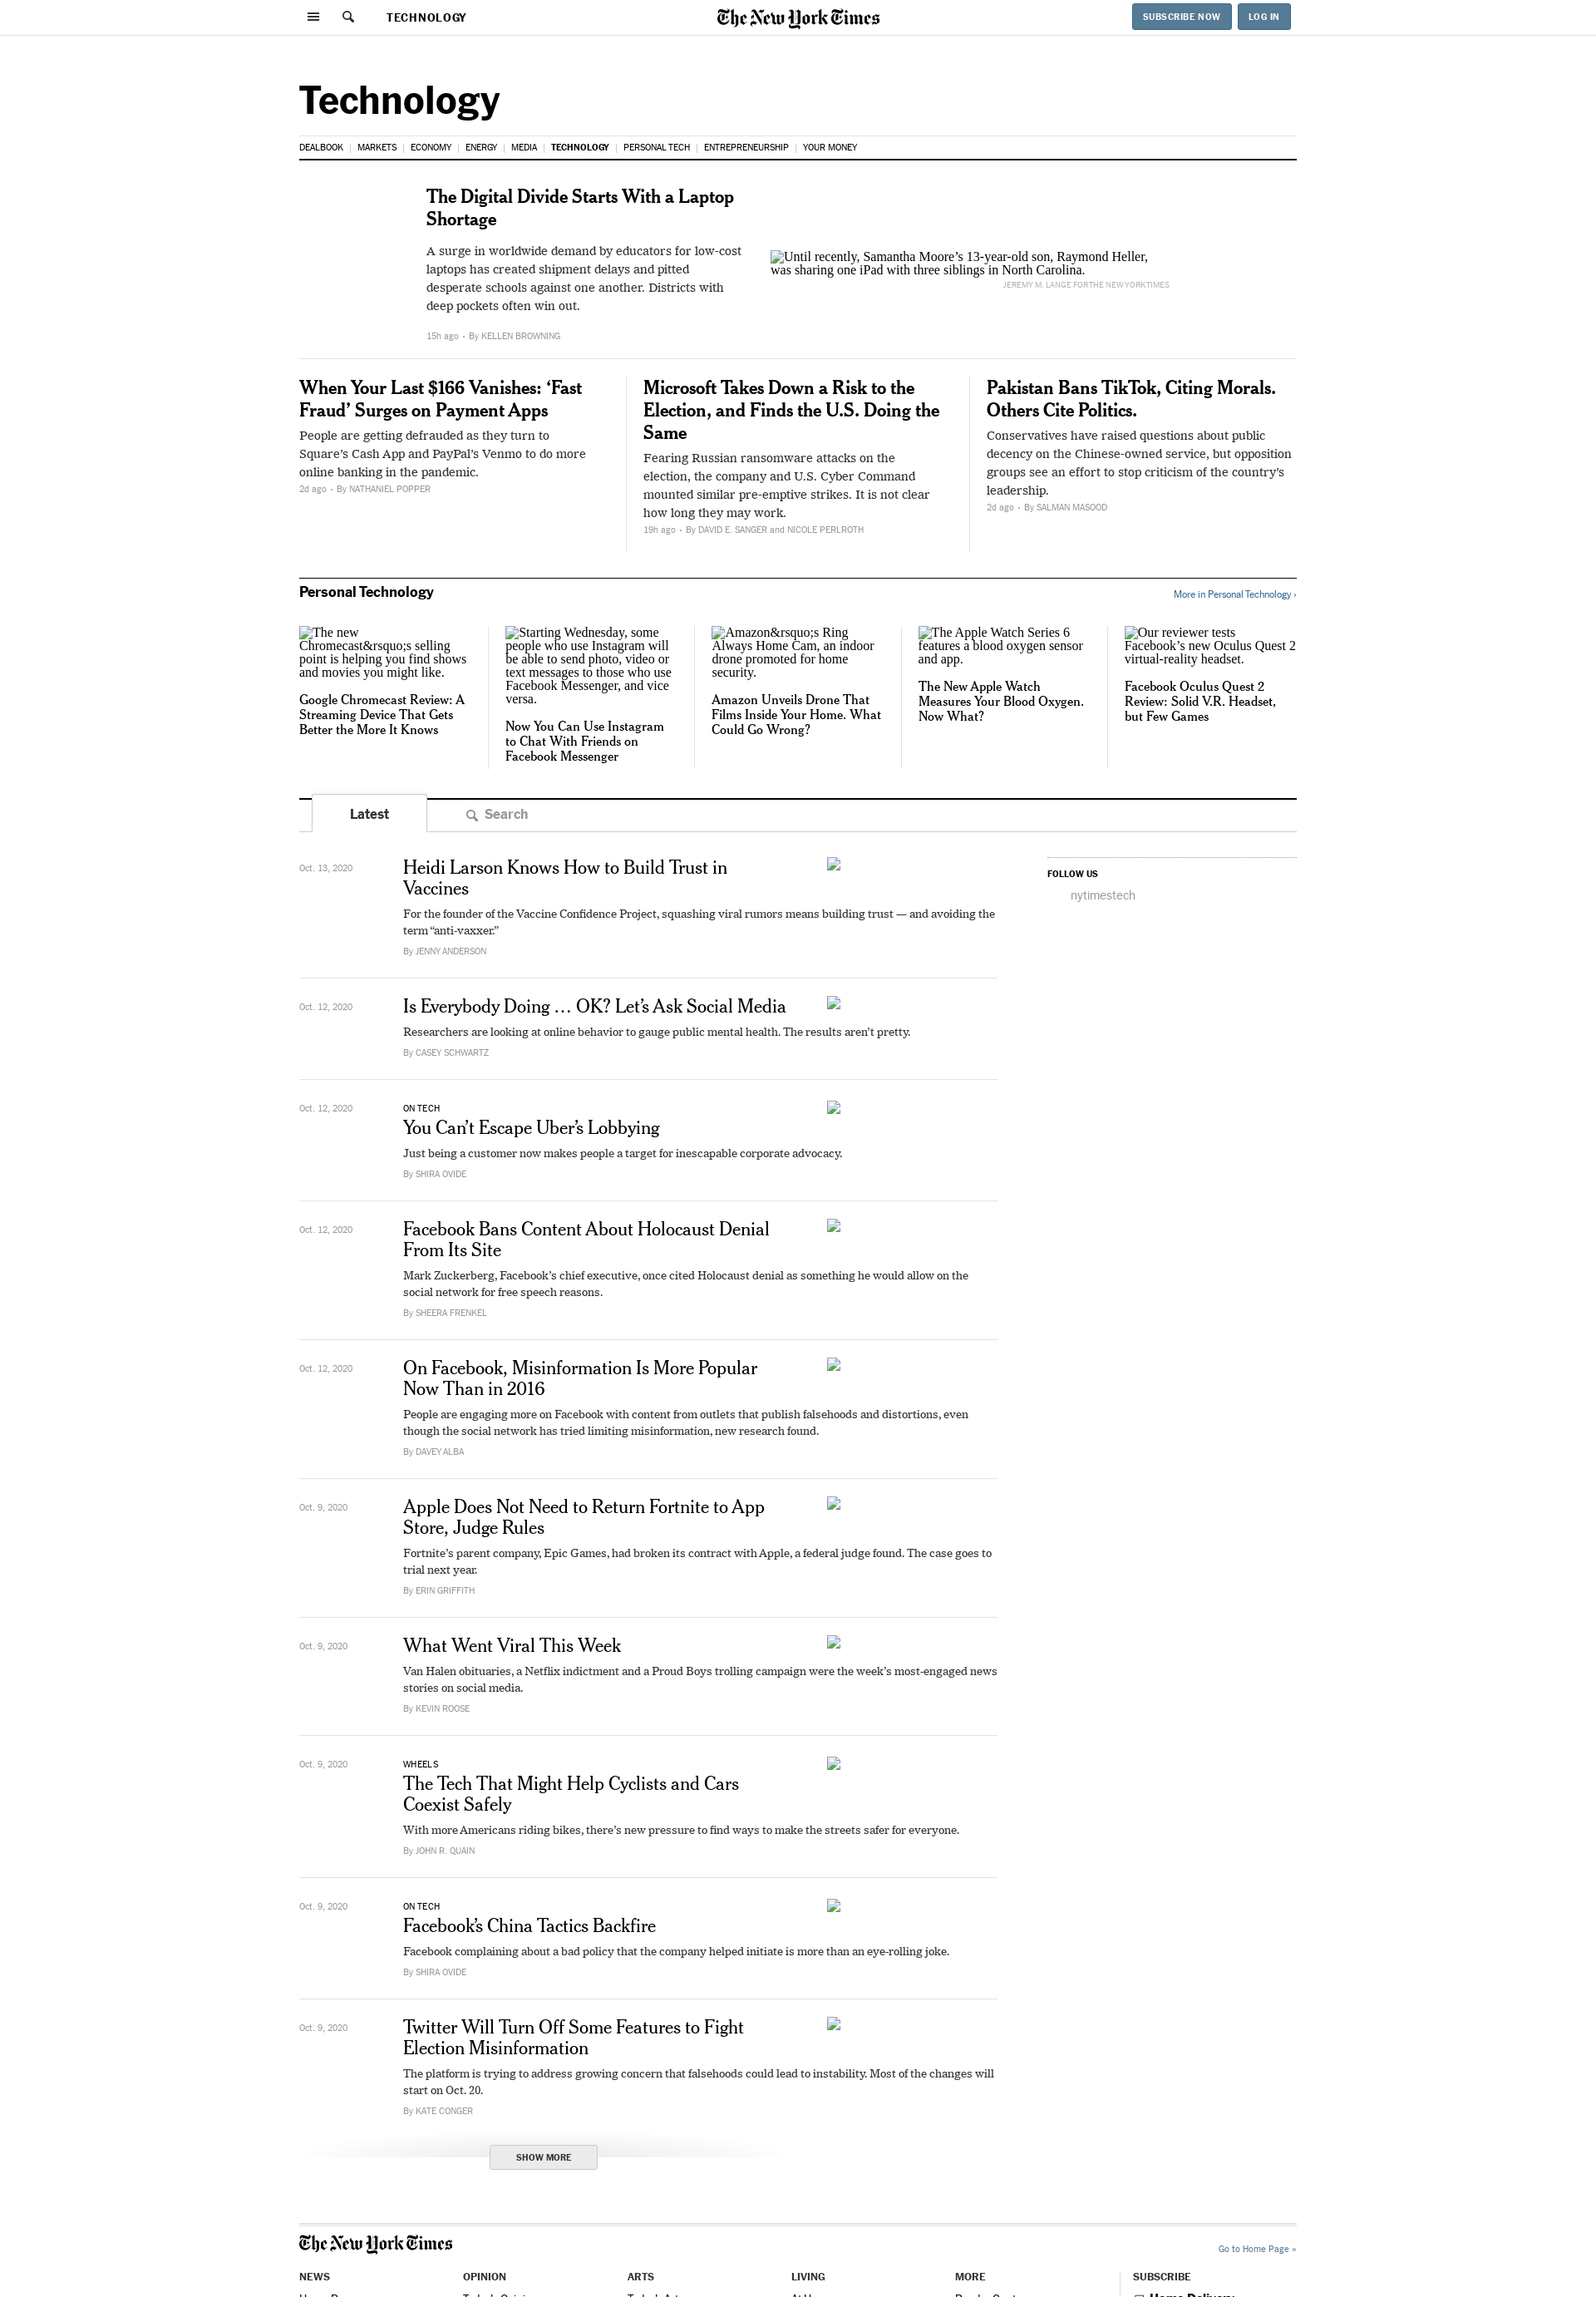 TECHNOLOGY
The New York Times
SUBSCRIBE NOW
LOG IN
Technology
DEALBOOK
MARKETS
ECONOMY
ENERGY
MEDIA
TECHNOLOGY
PERSONAL TECH
ENTREPRENEURSHIP
YOUR MONEY
The Digital Divide Starts With a Laptop
Shortage
A surge in worldwide demand by educators for low-cost
laptops has created shipment delays and pitted
desperate schools against one another. Districts with
deep pockets often win out.
15h ago • By KELLEN BROWNING
Until recently, Samantha Moore’s 13-year-old son, Raymond Heller,
was sharing one iPad with three siblings in North Carolina.
JEREMY M. LANGE FOR THE NEW YORK TIMES
When Your Last $166 Vanishes: ‘Fast
Fraud’ Surges on Payment Apps
People are getting defrauded as they turn to
Square’s Cash App and PayPal’s Venmo to do more
online banking in the pandemic.
2d ago • By NATHANIEL POPPER
Microsoft Takes Down a Risk to the
Election, and Finds the U.S. Doing the
Same
Fearing Russian ransomware attacks on the
election, the company and U.S. Cyber Command
mounted similar pre-emptive strikes. It is not clear
how long they may work.
19h ago • By DAVID E. SANGER and NICOLE PERLROTH
Pakistan Bans TikTok, Citing Morals.
Others Cite Politics.
Conservatives have raised questions about public
decency on the Chinese-owned service, but opposition
groups see an effort to stop criticism of the country’s
leadership.
2d ago • By SALMAN MASOOD
Personal Technology
More in Personal Technology ›
The new
Chromecast&rsquo;s selling
point is helping you find shows
and movies you might like.
Google Chromecast Review: A
Streaming Device That Gets
Better the More It Knows
Starting Wednesday, some
people who use Instagram will
be able to send photo, video or
text messages to those who use
Facebook Messenger, and vice
versa.
Now You Can Use Instagram
to Chat With Friends on
Facebook Messenger
Amazon&rsquo;s Ring
Always Home Cam, an indoor
drone promoted for home
security.
Amazon Unveils Drone That
Films Inside Your Home. What
Could Go Wrong?
The Apple Watch Series 6
features a blood oxygen sensor
and app.
The New Apple Watch
Measures Your Blood Oxygen.
Now What?
Our reviewer tests
Facebook’s new Oculus Quest 2
virtual-reality headset.
Facebook Oculus Quest 2
Review: Solid V.R. Headset,
but Few Games
Latest
Search
Oct. 13, 2020
Heidi Larson Knows How to Build Trust in
Vaccines
For the founder of the Vaccine Confidence Project, squashing viral rumors means building trust — and avoiding the
term “anti-vaxxer.”
By JENNY ANDERSON
FOLLOW US
nytimestech
Oct. 12, 2020
Is Everybody Doing … OK? Let’s Ask Social Media
Researchers are looking at online behavior to gauge public mental health. The results aren’t pretty.
By CASEY SCHWARTZ
Oct. 12, 2020
ON TECH
You Can’t Escape Uber’s Lobbying
Just being a customer now makes people a target for inescapable corporate advocacy.
By SHIRA OVIDE
Oct. 12, 2020
Facebook Bans Content About Holocaust Denial
From Its Site
Mark Zuckerberg, Facebook’s chief executive, once cited Holocaust denial as something he would allow on the
social network for free speech reasons.
By SHEERA FRENKEL
Oct. 12, 2020
On Facebook, Misinformation Is More Popular
Now Than in 2016
People are engaging more on Facebook with content from outlets that publish falsehoods and distortions, even
though the social network has tried limiting misinformation, new research found.
By DAVEY ALBA
Oct. 9, 2020
Apple Does Not Need to Return Fortnite to App
Store, Judge Rules
Fortnite’s parent company, Epic Games, had broken its contract with Apple, a federal judge found. The case goes to
trial next year.
By ERIN GRIFFITH
Oct. 9, 2020
What Went Viral This Week
Van Halen obituaries, a Netflix indictment and a Proud Boys trolling campaign were the week’s most-engaged news
stories on social media.
By KEVIN ROOSE
Oct. 9, 2020
WHEELS
The Tech That Might Help Cyclists and Cars
Coexist Safely
With more Americans riding bikes, there’s new pressure to find ways to make the streets safer for everyone.
By JOHN R. QUAIN
Oct. 9, 2020
ON TECH
Facebook’s China Tactics Backfire
Facebook complaining about a bad policy that the company helped initiate is more than an eye-rolling joke.
By SHIRA OVIDE
Oct. 9, 2020
Twitter Will Turn Off Some Features to Fight
Election Misinformation
The platform is trying to address growing concern that falsehoods could lead to instability. Most of the changes will
start on Oct. 20.
By KATE CONGER
SHOW MORE
The New York Times
Go to Home Page »
NEWS
OPINION
ARTS
LIVING
MORE
SUBSCRIBE